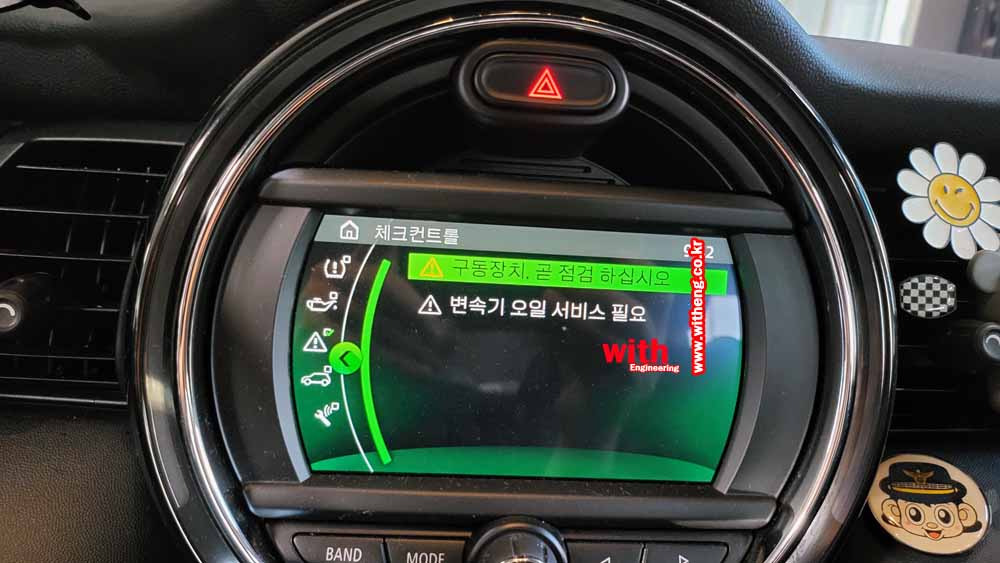 체크컨트롤
구동장치, 곧 점검 하십시오
변속기 오일 서비스 필요
with
Engineering
www.witheng.co.kr
BAND
MODE